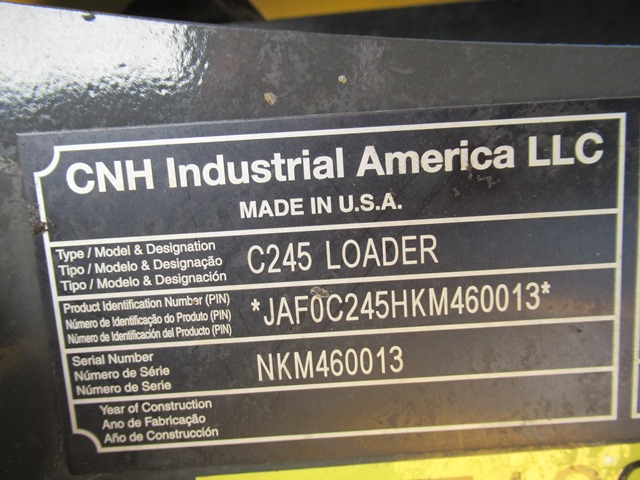 CNH Industrial America LLC
MADE IN U.S.A.
Type / Model & Designation
Tipo / Modelo & Designação
Tipo / Modelo & Designación
C245 LOADER
Product Identification Number (PIN)
Número de Identificação do Produto (PIN)
Número de Identificación del Producto (PIN)
*JAF0C245HKM460013*
Serial Number
Número de Série
Número de Serie
NKM460013
Year of Construction
Ano de Fabricação
Año de Construcción